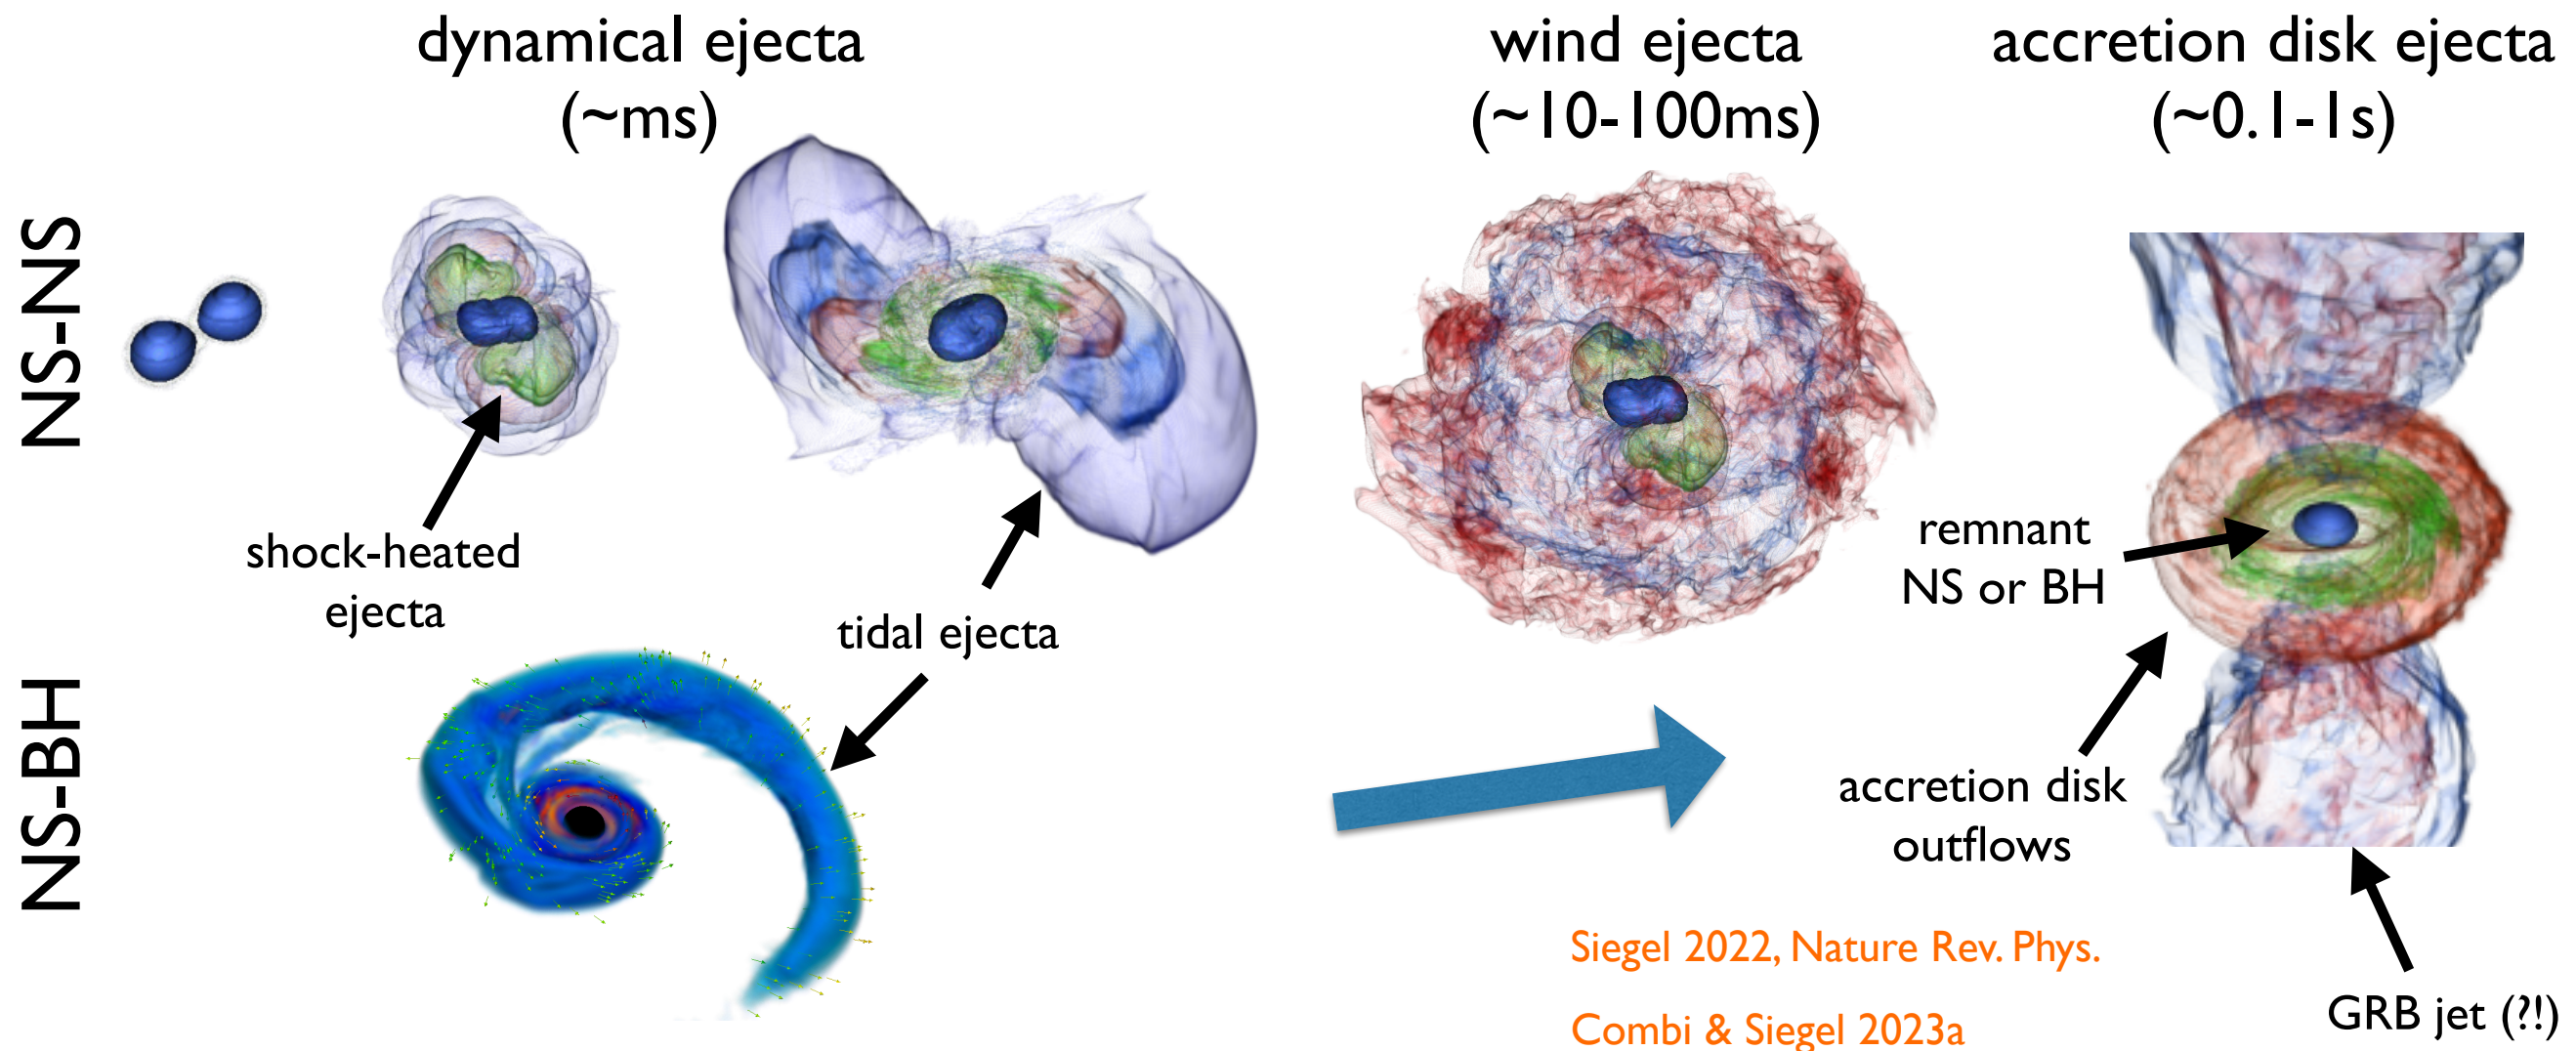 dynamical ejecta
(~ms)
wind ejecta
(~10-100ms)
accretion disk ejecta
(~0.1-1s)
NS-NS
shock-heated
ejecta
tidal ejecta
remnant
NS or BH
NS-BH
accretion disk
outflows
Siegel 2022, Nature Rev. Phys.
Combi & Siegel 2023a
GRB jet (?!)